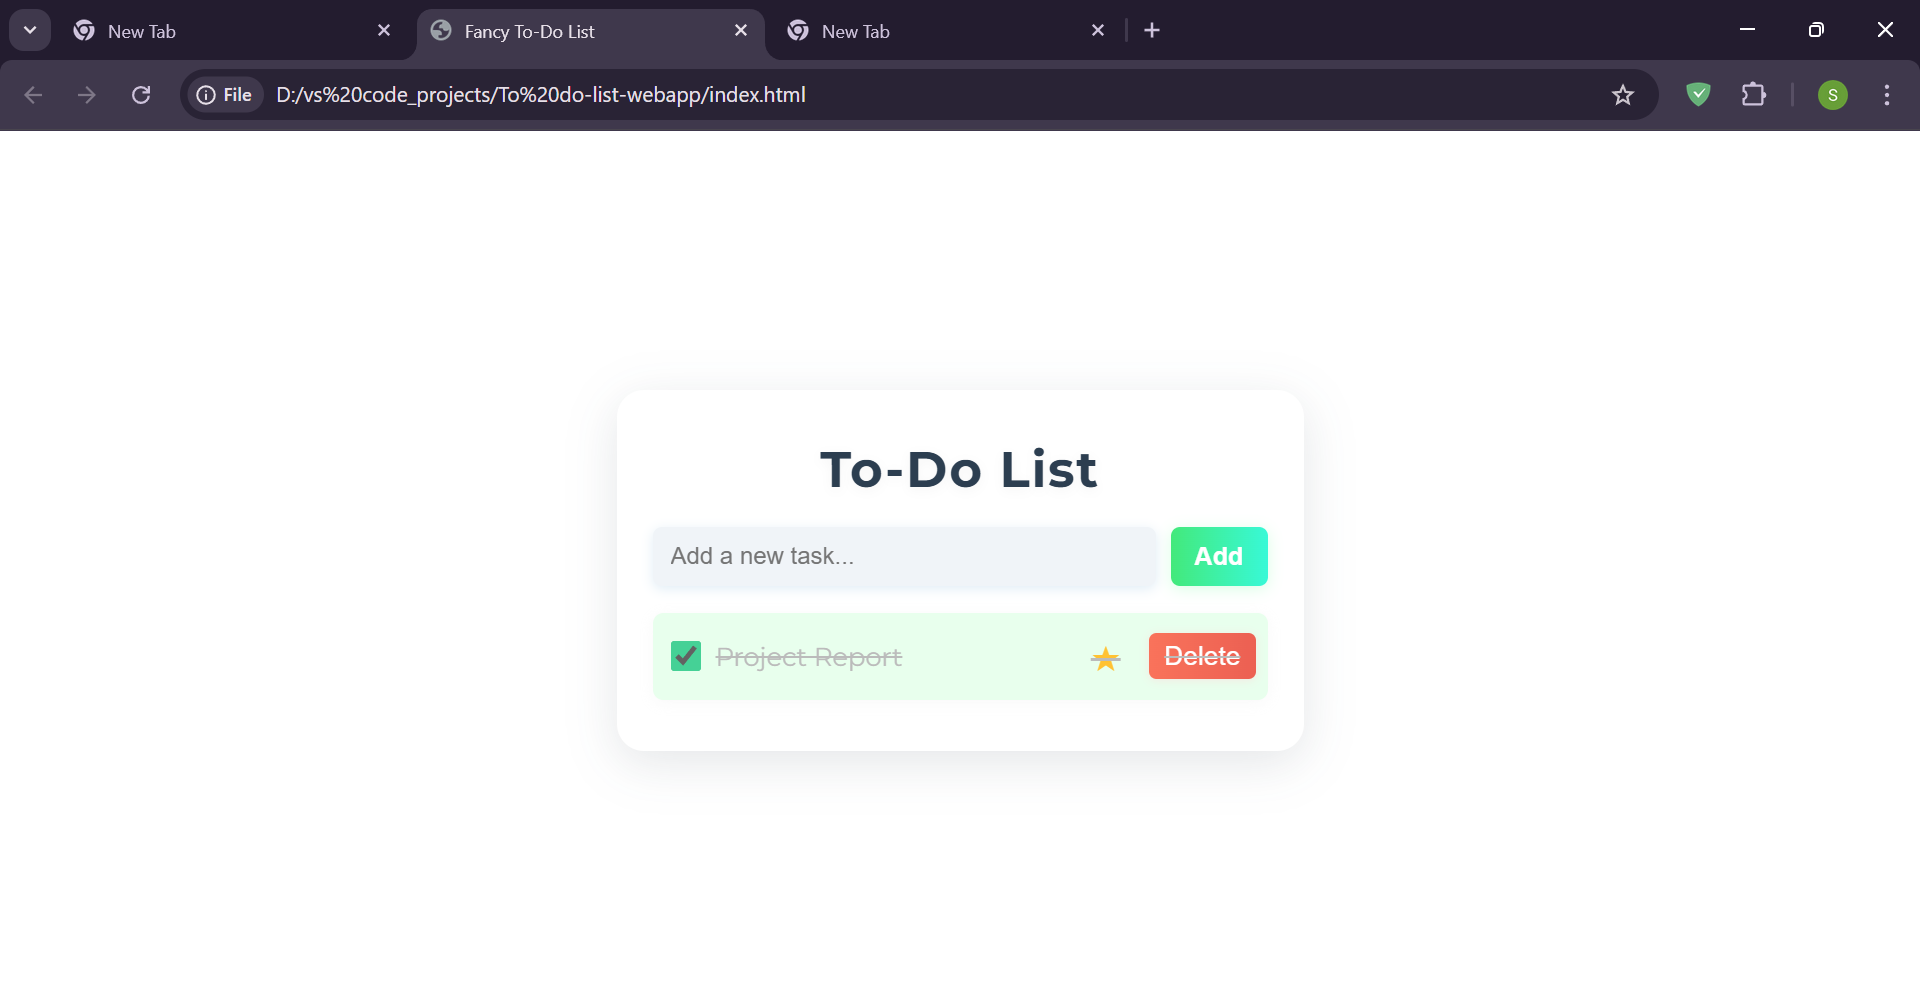 New Tab
Fancy To-Do List
New Tab
File
D:/vs%20code_projects/To%20do-list-webapp/index.html
S
To-Do List
Add a new task...
Add
Project Report
Delete